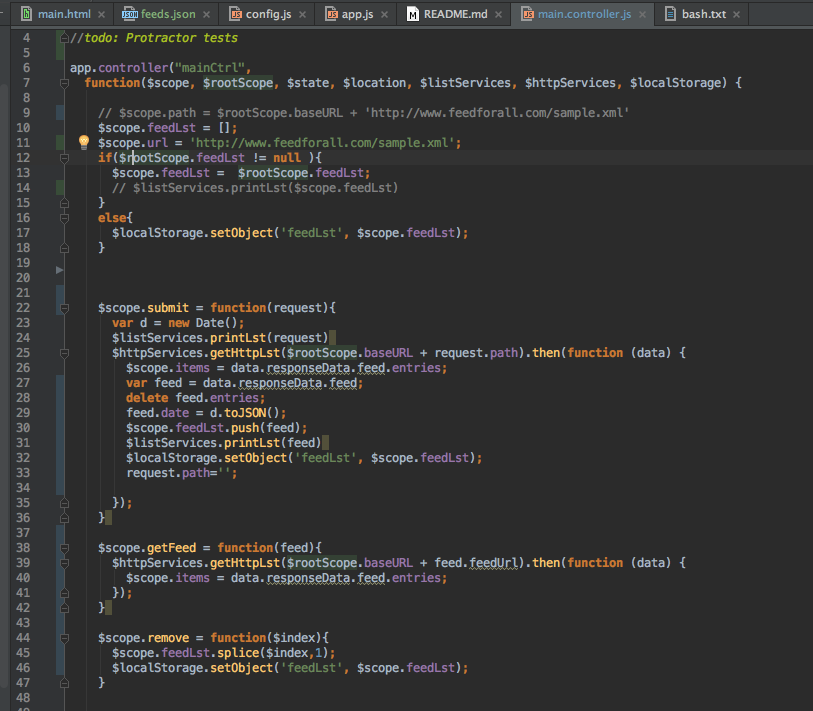 main.html × feeds.json × config.js × app.js × README.md × main.controller.js × bash.txt ×
4 //todo: Protractor tests
5
6 app.controller("mainCtrl",
7 function($scope, $rootScope, $state, $location, $listServices, $httpServices, $localStorage) {
8
9 // $scope.path = $rootScope.baseURL + 'http://www.feedforall.com/sample.xml'
10 $scope.feedLst = [];
11 $scope.url = 'http://www.feedforall.com/sample.xml';
12 if($rootScope.feedLst != null ){
13 $scope.feedLst =  $rootScope.feedLst;
14 // $listServices.printLst($scope.feedLst)
15 }
16 else{
17 $localStorage.setObject('feedLst', $scope.feedLst);
18 }
19
20
21
22 $scope.submit = function(request){
23 var d = new Date();
24 $listServices.printLst(request)
25 $httpServices.getHttpLst($rootScope.baseURL + request.path).then(function (data) {
26 $scope.items = data.responseData.feed.entries;
27 var feed = data.responseData.feed;
28 delete feed.entries;
29 feed.date = d.toJSON();
30 $scope.feedLst.push(feed);
31 $listServices.printLst(feed)
32 $localStorage.setObject('feedLst', $scope.feedLst);
33 request.path='';
34
35 });
36 }
37
38 $scope.getFeed = function(feed){
39 $httpServices.getHttpLst($rootScope.baseURL + feed.feedUrl).then(function (data) {
40 $scope.items = data.responseData.feed.entries;
41 });
42 }
43
44 $scope.remove = function($index){
45 $scope.feedLst.splice($index,1);
46 $localStorage.setObject('feedLst', $scope.feedLst);
47 }
48